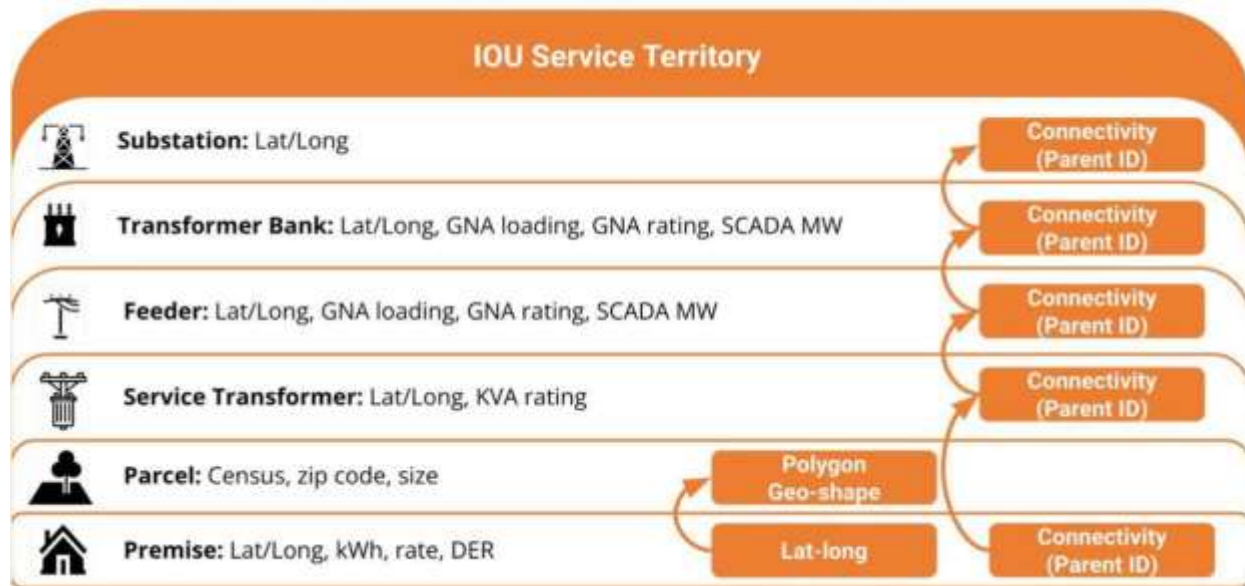 IOU Service Territory
Substation: Lat/Long
Connectivity
(Parent ID)
Transformer Bank: Lat/Long, GNA loading, GNA rating, SCADA MW
Connectivity
(Parent ID)
Feeder: Lat/Long, GNA loading, GNA rating, SCADA MW
Connectivity
(Parent ID)
Service Transformer: Lat/Long, KVA rating
Connectivity
(Parent ID)
Parcel: Census, zip code, size
Polygon
Geo-shape
Premise: Lat/Long, kWh, rate, DER
Lat-long
Connectivity
(Parent ID)